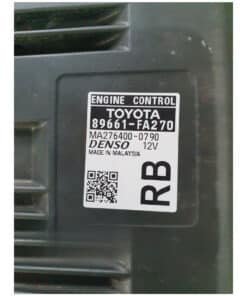 ENGINE CONTROL
TOYOTA
89661-FA270
MA276400-0790
DENSO 12V
MADE IN MALAYSIA
RB